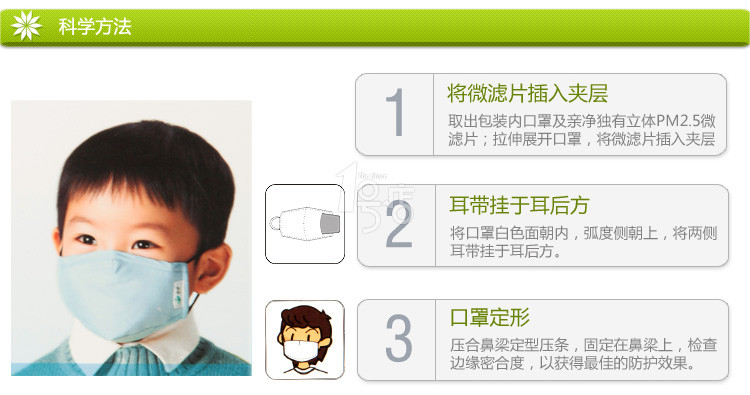 科学方法
1
将微滤片插入夹层
取出包装内口罩及亲净独有立体PM2.5微
滤片；拉伸展开口罩，将微滤片插入夹层
2
耳带挂于耳后方
将口罩白色面朝内，弧度侧朝上，将两侧
耳带挂于耳后方。
3
口罩定形
压合鼻梁定型压条，固定在鼻梁上，检查
边缘密合度，以获得最佳的防护效果。